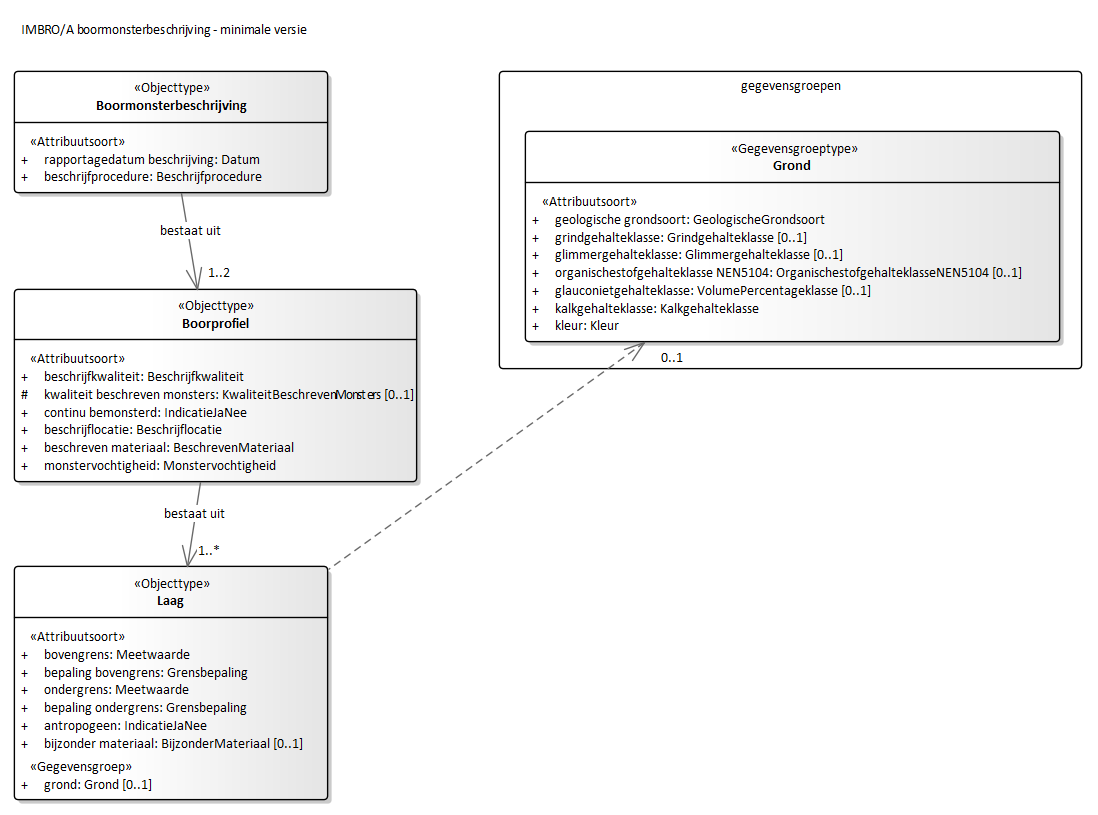 IMBRO/A boormonsterbeschrijving - minimale versie
«Objecttype»
Boormonsterbeschrijving
«Attribuutsoort»
+ rapportagedatum beschrijving: Datum
+ beschrijfprocedure: Beschrijfprocedure
bestaat uit
1..2
«Objecttype»
Boorprofiel
«Attribuutsoort»
+ beschrijfkwaliteit: Beschrijfkwaliteit
# kwaliteit beschreven monsters: KwaliteitBeschrevenMonsters [0..1]
+ continu bemonsterd: IndicatieJaNee
+ beschrijflocatie: Beschrijflocatie
+ beschreven materiaal: BeschrevenMateriaal
+ monstervochtigheid: Monstervochtigheid
bestaat uit
1..*
«Objecttype»
Laag
«Attribuutsoort»
+ bovengrens: Meetwaarde
+ bepaling bovengrens: Grensbepaling
+ ondergrens: Meetwaarde
+ bepaling ondergrens: Grensbepaling
+ antropogeen: IndicatieJaNee
+ bijzonder materiaal: BijzonderMateriaal [0..1]
«Gegevensgroep»
+ grond: Grond [0..1]
gegevensgroepen
«Gegevensgroeptype»
Grond
«Attribuutsoort»
+ geologische grondsoort: GeologischeGrondsoort
+ grindgehalteklasse: Grindgehalteklasse [0..1]
+ glimmergehalteklasse: Glimmergehalteklasse [0..1]
+ organischestofgehalteklasse NEN5104: OrganischestofgehalteklasseNEN5104 [0..1]
+ glauconietgehalteklasse: VolumePercentageklasse [0..1]
+ kalkgehalteklasse: Kalkgehalteklasse
+ kleur: Kleur
0..1